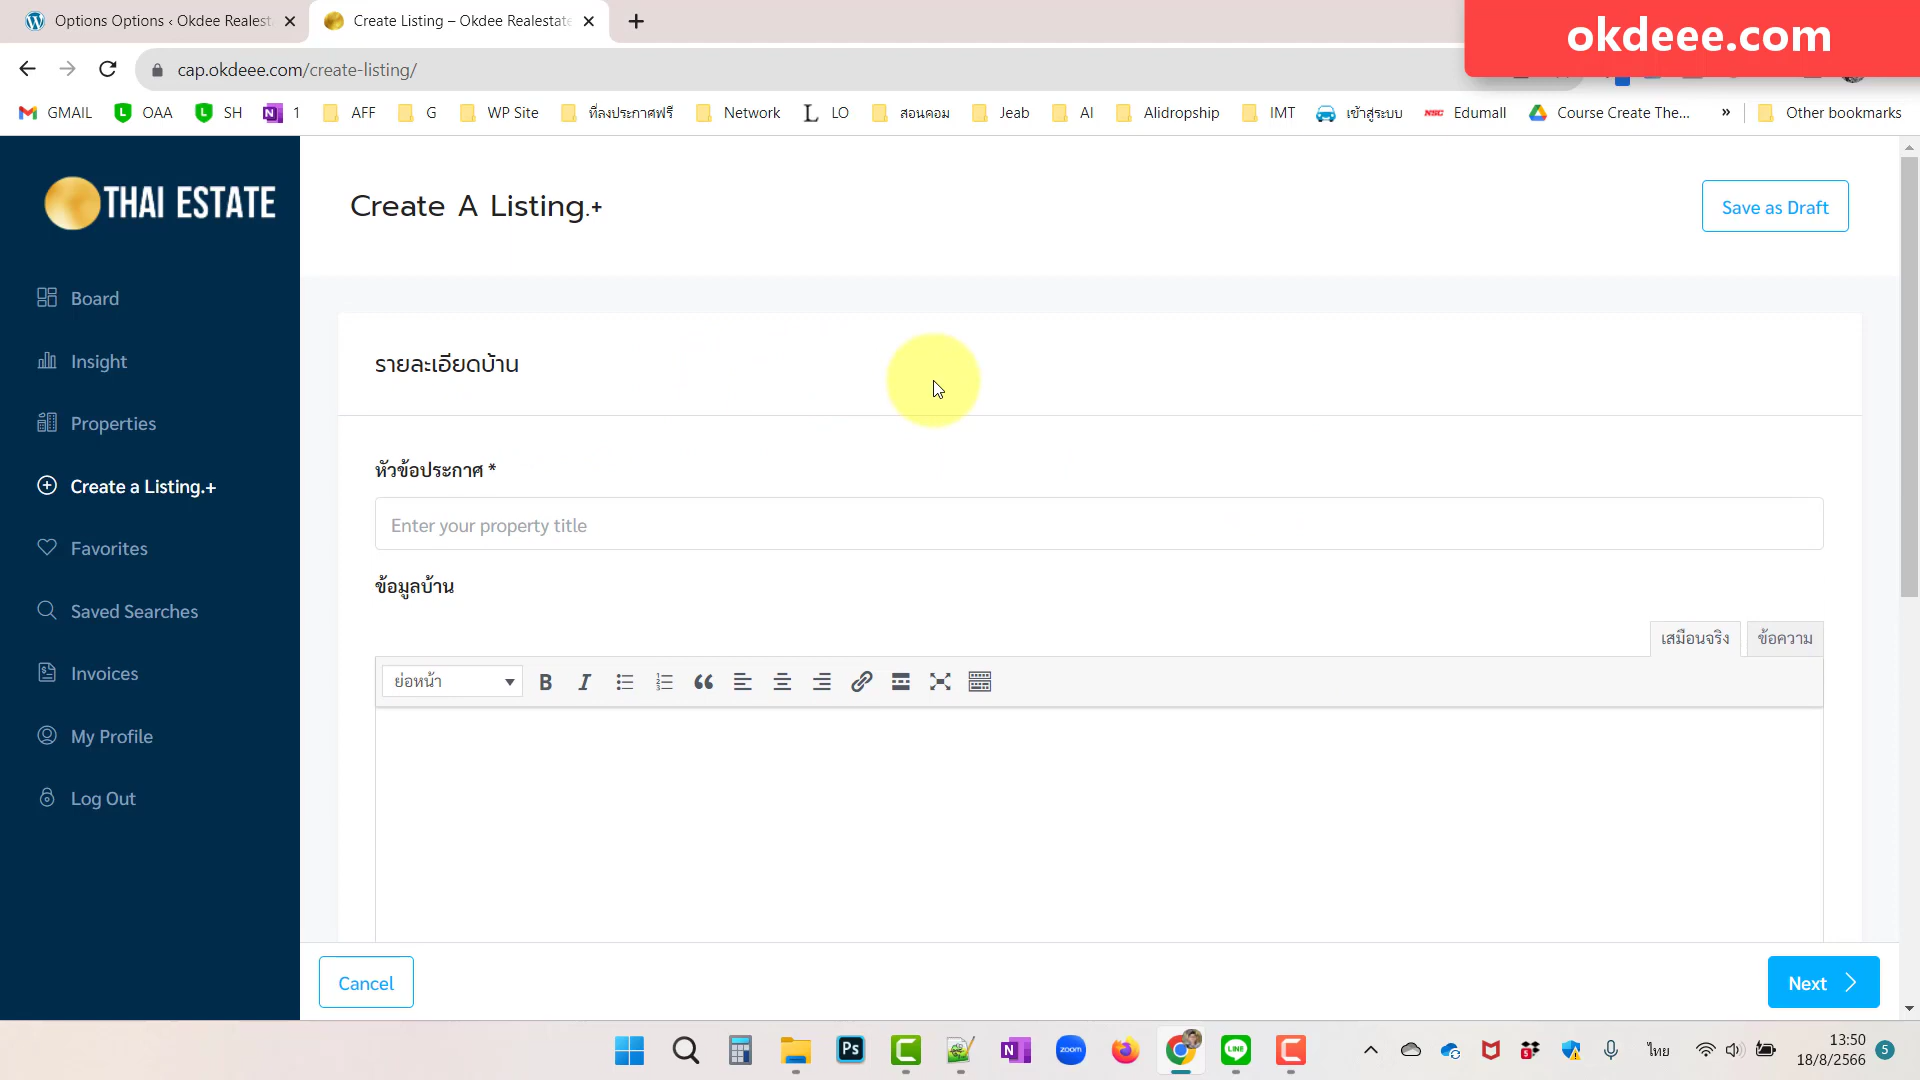 Options Options ‹ Okdee Realest
Create Listing – Okdee Realestate
okdeee.com
cap.okdeee.com/create-listing/
GMAIL
OAA
SH
1
AFF
G
WP Site
ที่ลงประกาศฟรี
Network
LO
สอนคอม
Jeab
AI
Alidropship
IMT
เข้าสู่ระบบ
NSC
Edumall
Course Create The...
»
Other bookmarks
THAI ESTATE
Board
Insight
Properties
Create a Listing.+
Favorites
Saved Searches
Invoices
My Profile
Log Out
Create A Listing.+
Save as Draft
รายละเอียดบ้าน
หัวข้อประกาศ *
Enter your property title
ข้อมูลบ้าน
เสมือนจริง
ข้อความ
ย่อหน้า
B
I
Cancel
Next
Ps
zoom
LINE
ไทย
13:50
18/8/2566
5